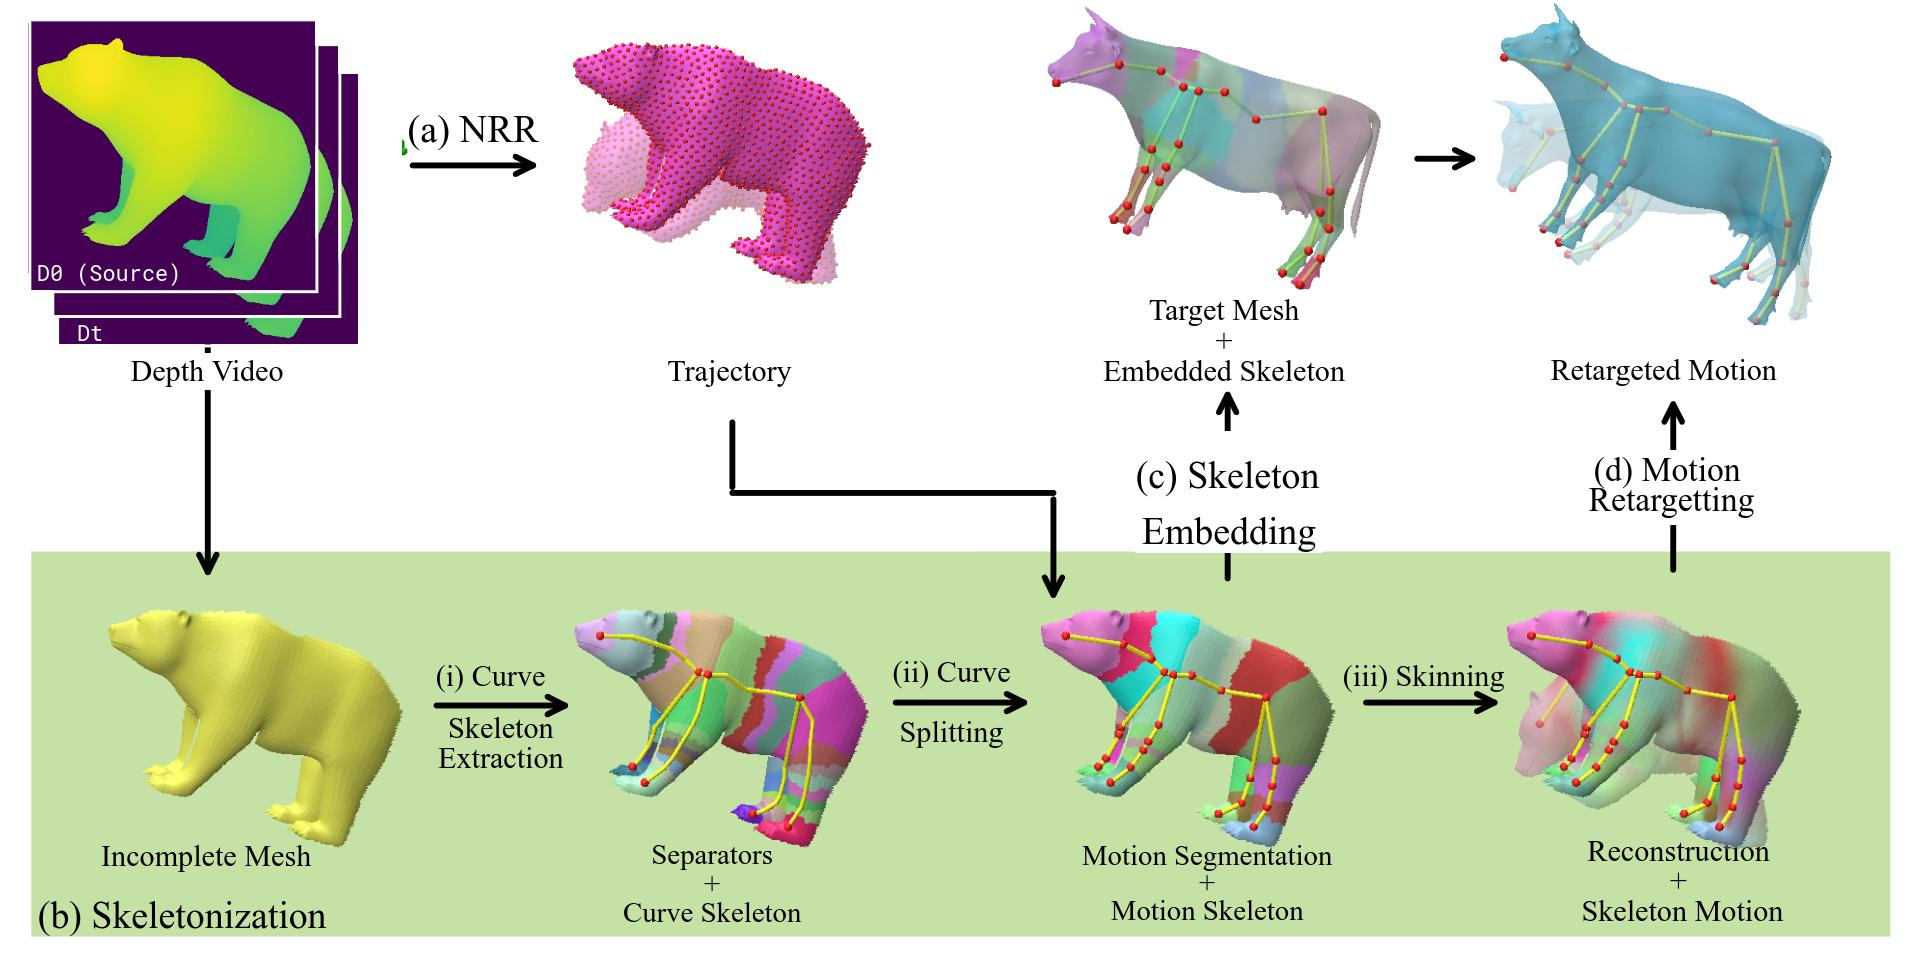 D0 (Source)
Dt
Depth Video
(a) NRR
Trajectory
Target Mesh
+
Embedded Skeleton
Retargeted Motion
(c) Skeleton
Embedding
(d) Motion
Retargetting
Incomplete Mesh
(b) Skeletonization
(i) Curve
Skeleton
Extraction
Separators
+
Curve Skeleton
(ii) Curve
Splitting
Motion Segmentation
+
Motion Skeleton
(iii) Skinning
Reconstruction
+
Skeleton Motion